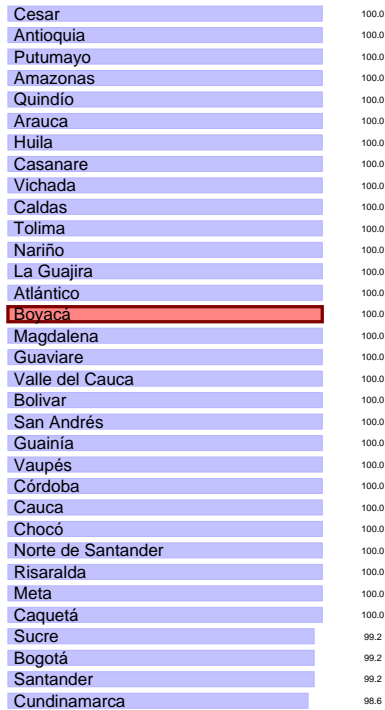 Cesar 100.0
Antioquia 100.0
Putumayo 100.0
Amazonas 100.0
Quindío 100.0
Arauca 100.0
Huila 100.0
Casanare 100.0
Vichada 100.0
Caldas 100.0
Tolima 100.0
Nariño 100.0
La Guajira 100.0
Atlántico 100.0
Boyacá 100.0
Magdalena 100.0
Guaviare 100.0
Valle del Cauca 100.0
Bolivar 100.0
San Andrés 100.0
Guainía 100.0
Vaupés 100.0
Córdoba 100.0
Cauca 100.0
Chocó 100.0
Norte de Santander 100.0
Risaralda 100.0
Meta 100.0
Caquetá 100.0
Sucre 99.2
Bogotá 99.2
Santander 99.2
Cundinamarca 98.6